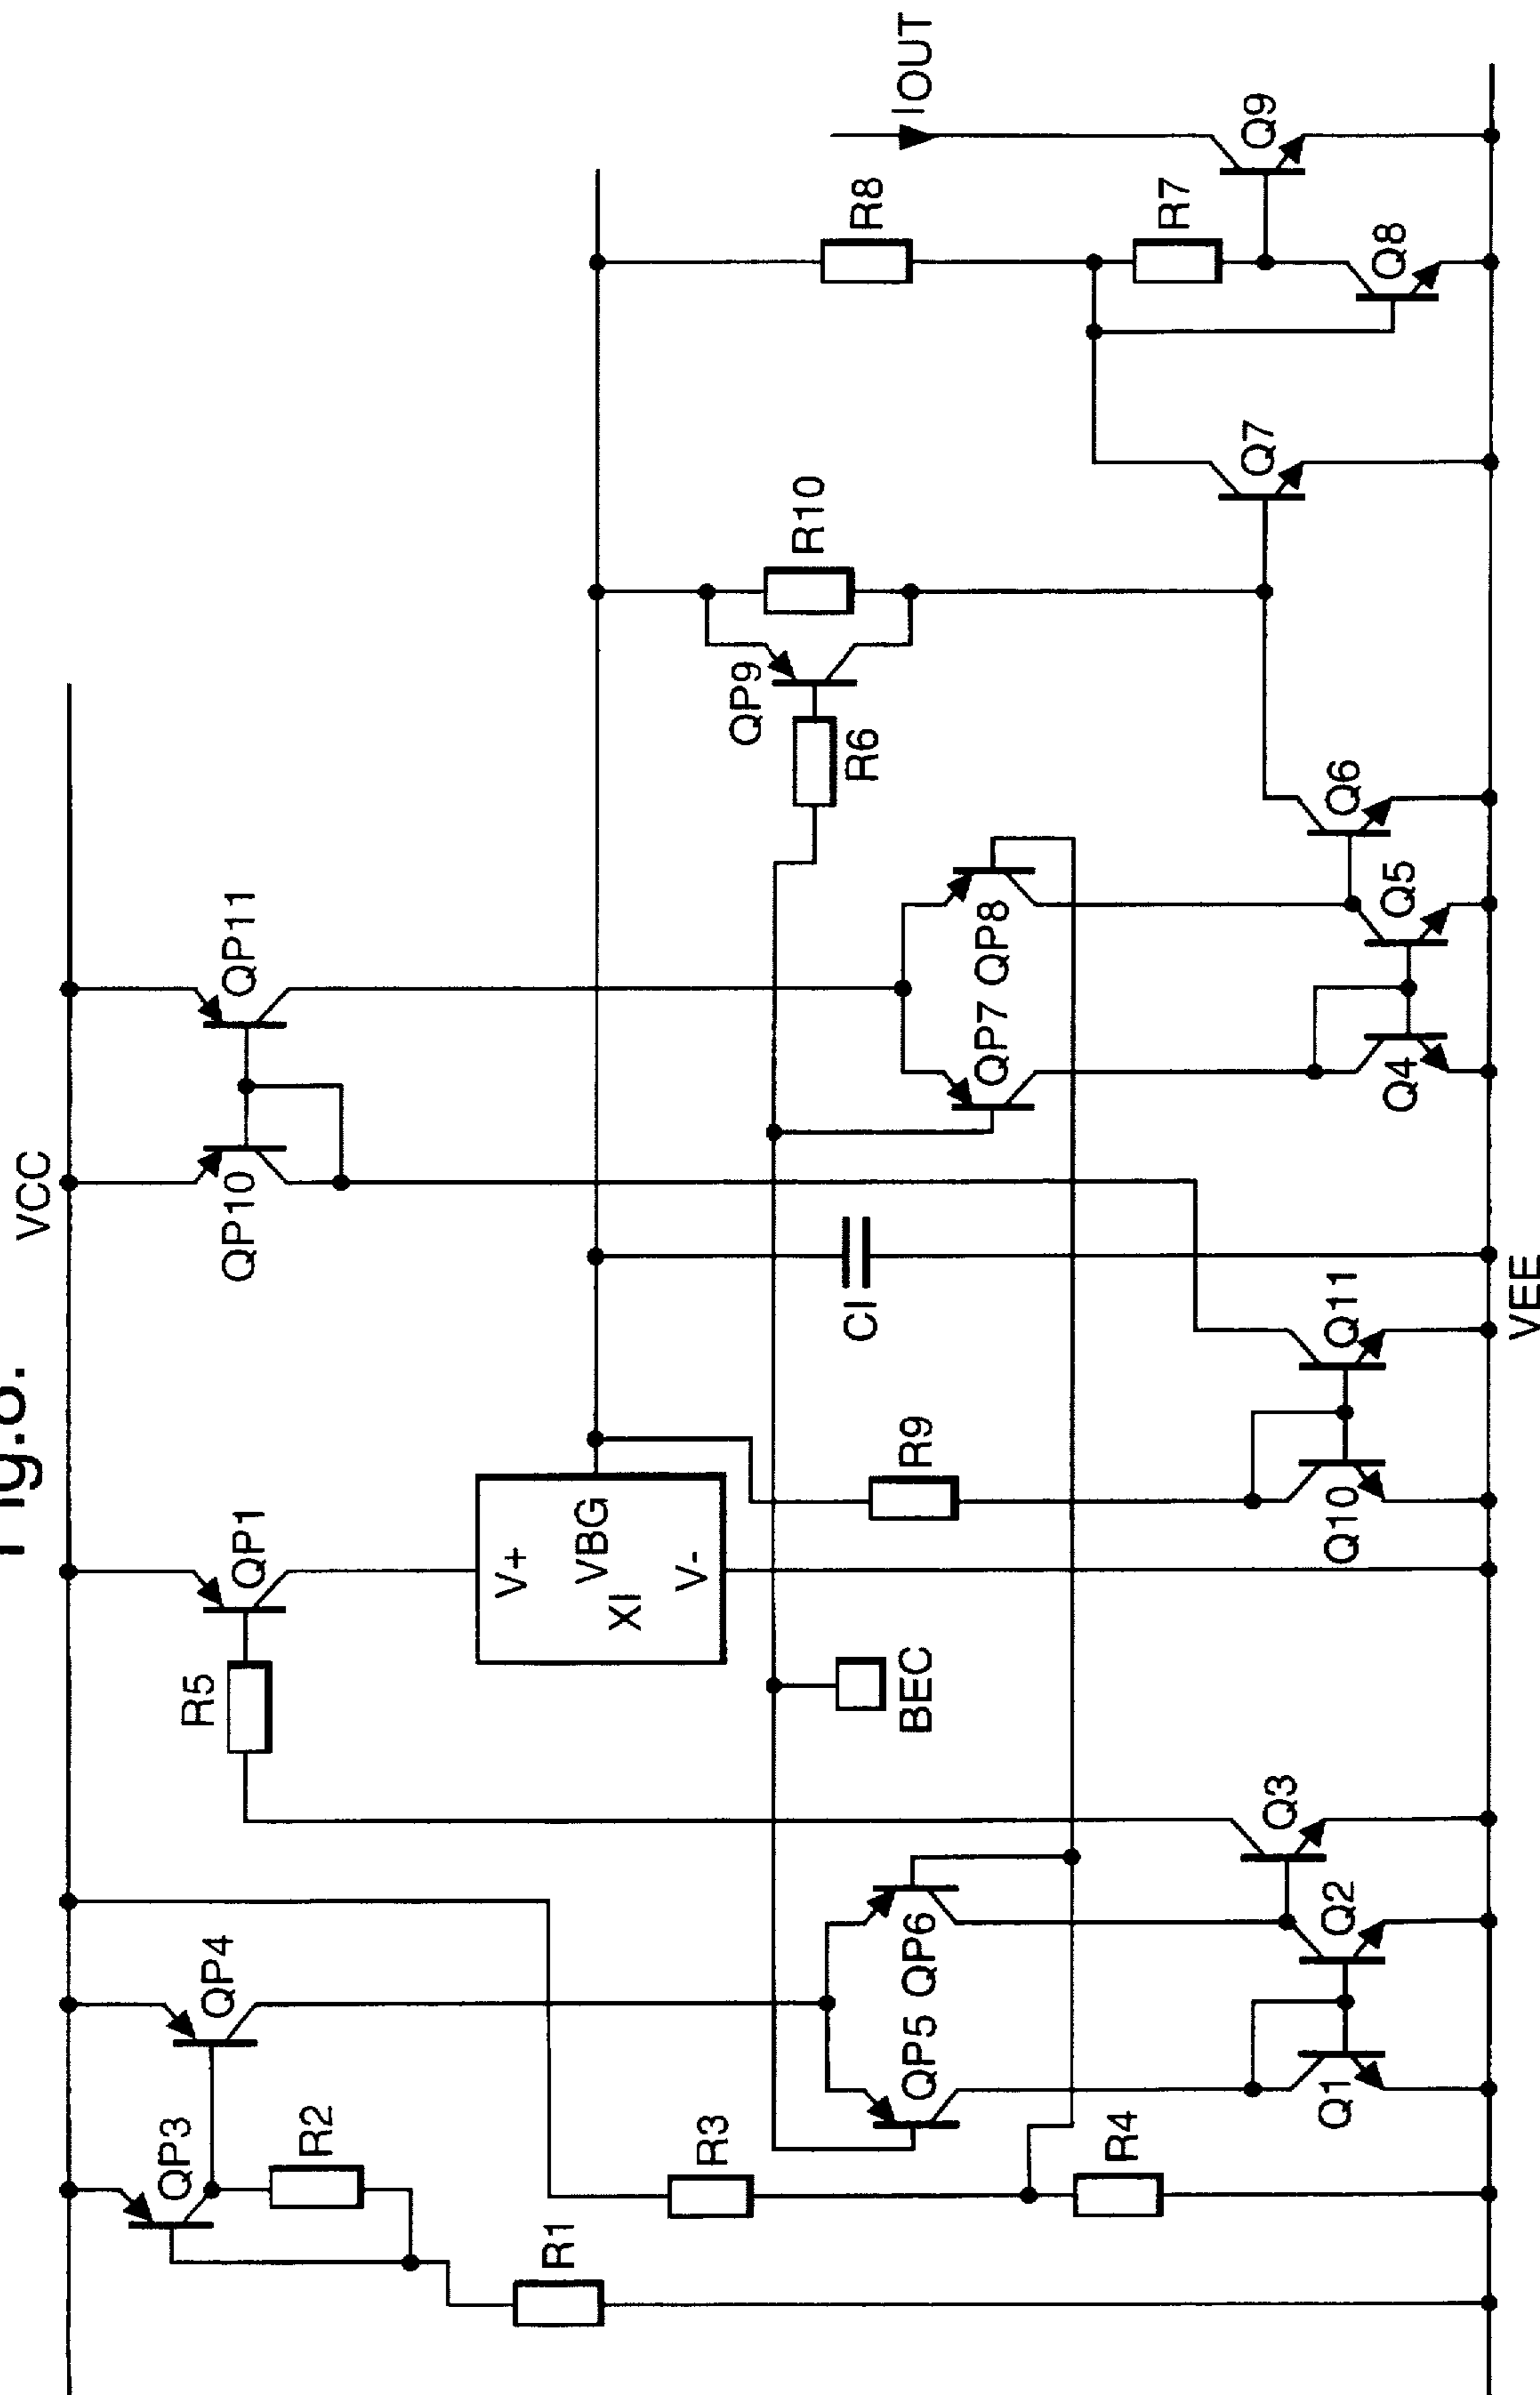 VCC
QP3
QP4
R5
QP1
QP10
QP11
R2
V+
R1
VBG
XI
V-
R3
QP9
R10
CI
R6
R8
QP5 QP6
BEC
R9
IOUT
QP7 QP8
R4
R7
Q3
Q7
Q9
Q1
Q2
Q10
Q11
Q6
Q4
Q5
Q8
VEE